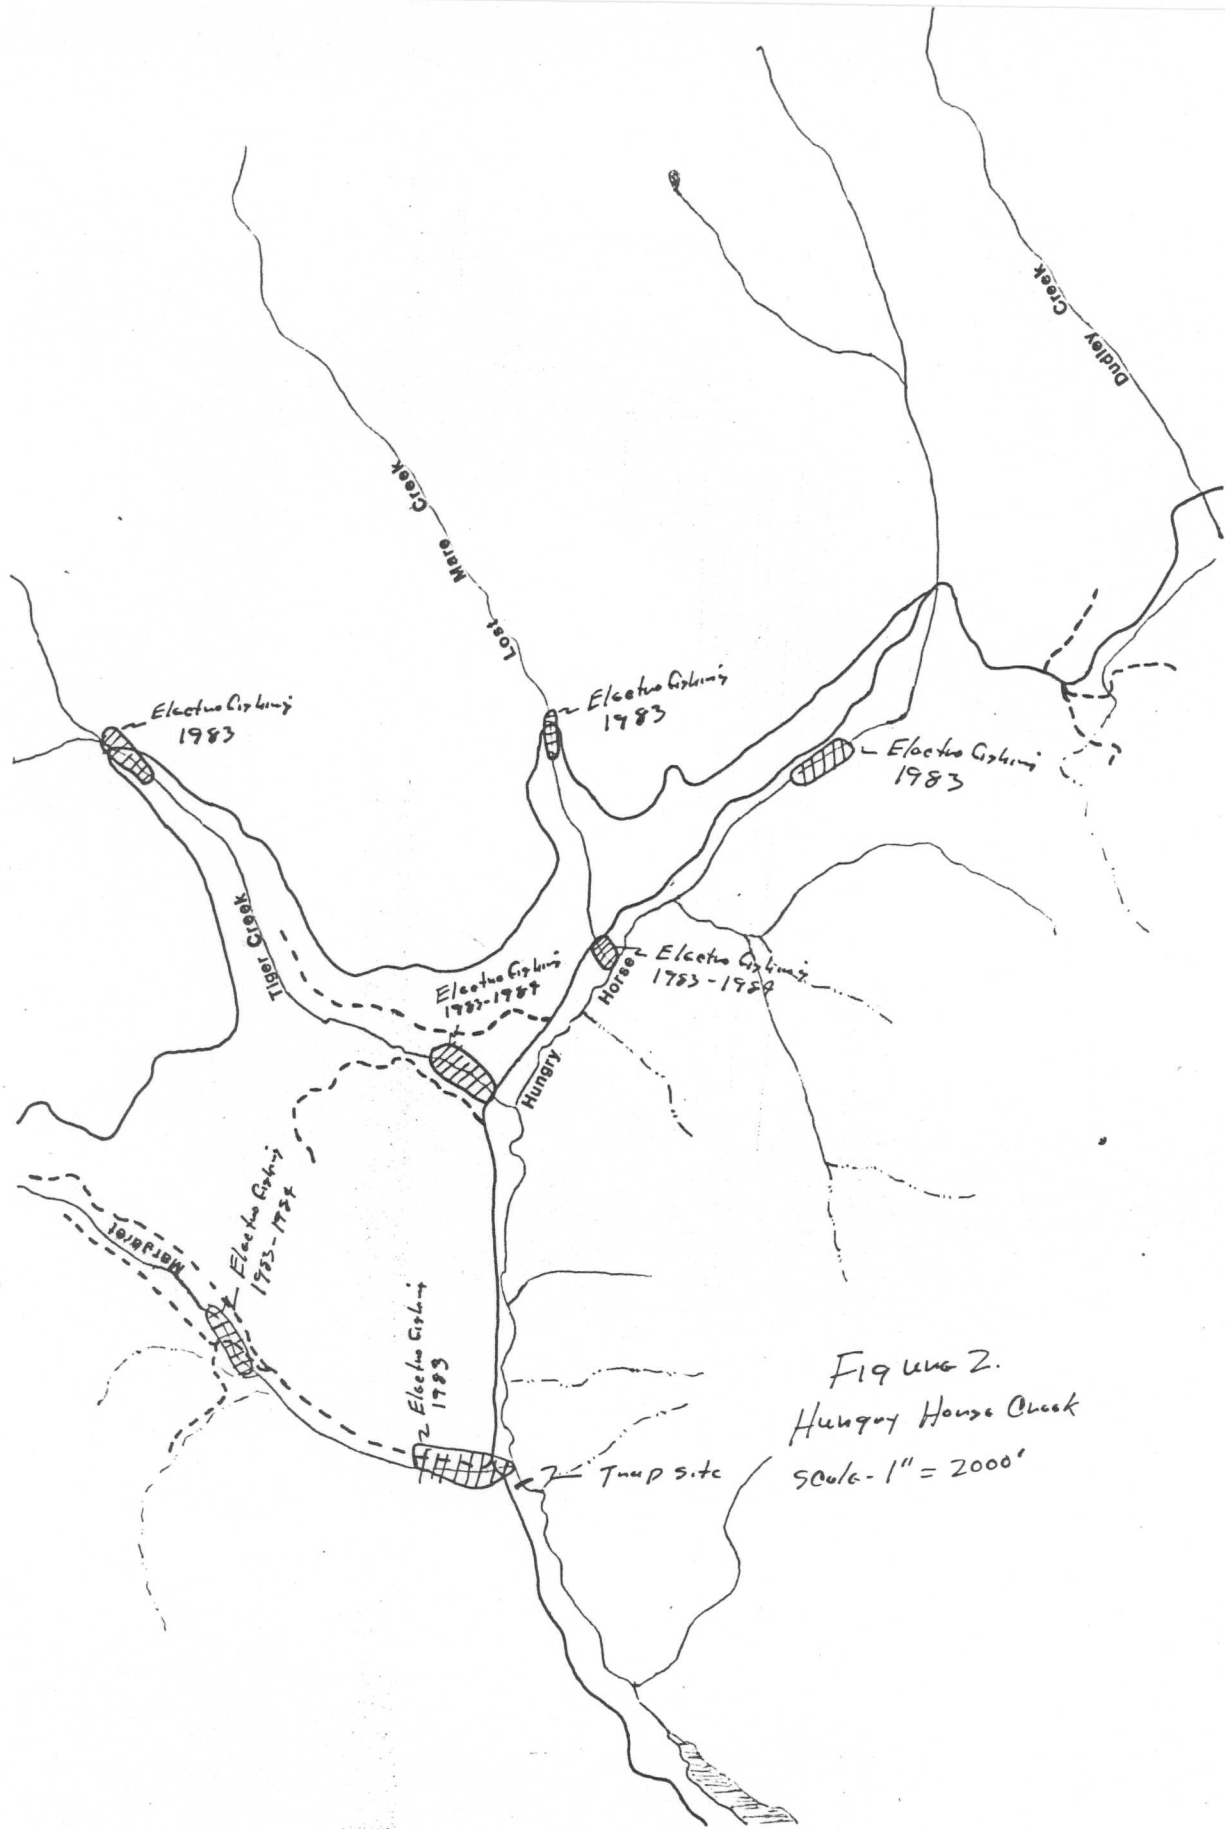 Dudley Creek
Lost Mare Creek
Electro fishing
1983
Electro fishing
1983
Electro fishing
1983
Tiger Creek
Electro fishing
1983-1984
Electro fishing
1983-1984
Hungry Horse
Electro fishing
1983-1984
Margaret
Electro fishing
1983
Trap site
Figure 2.
Hungry Horse Creek
Scale - 1" = 2000'